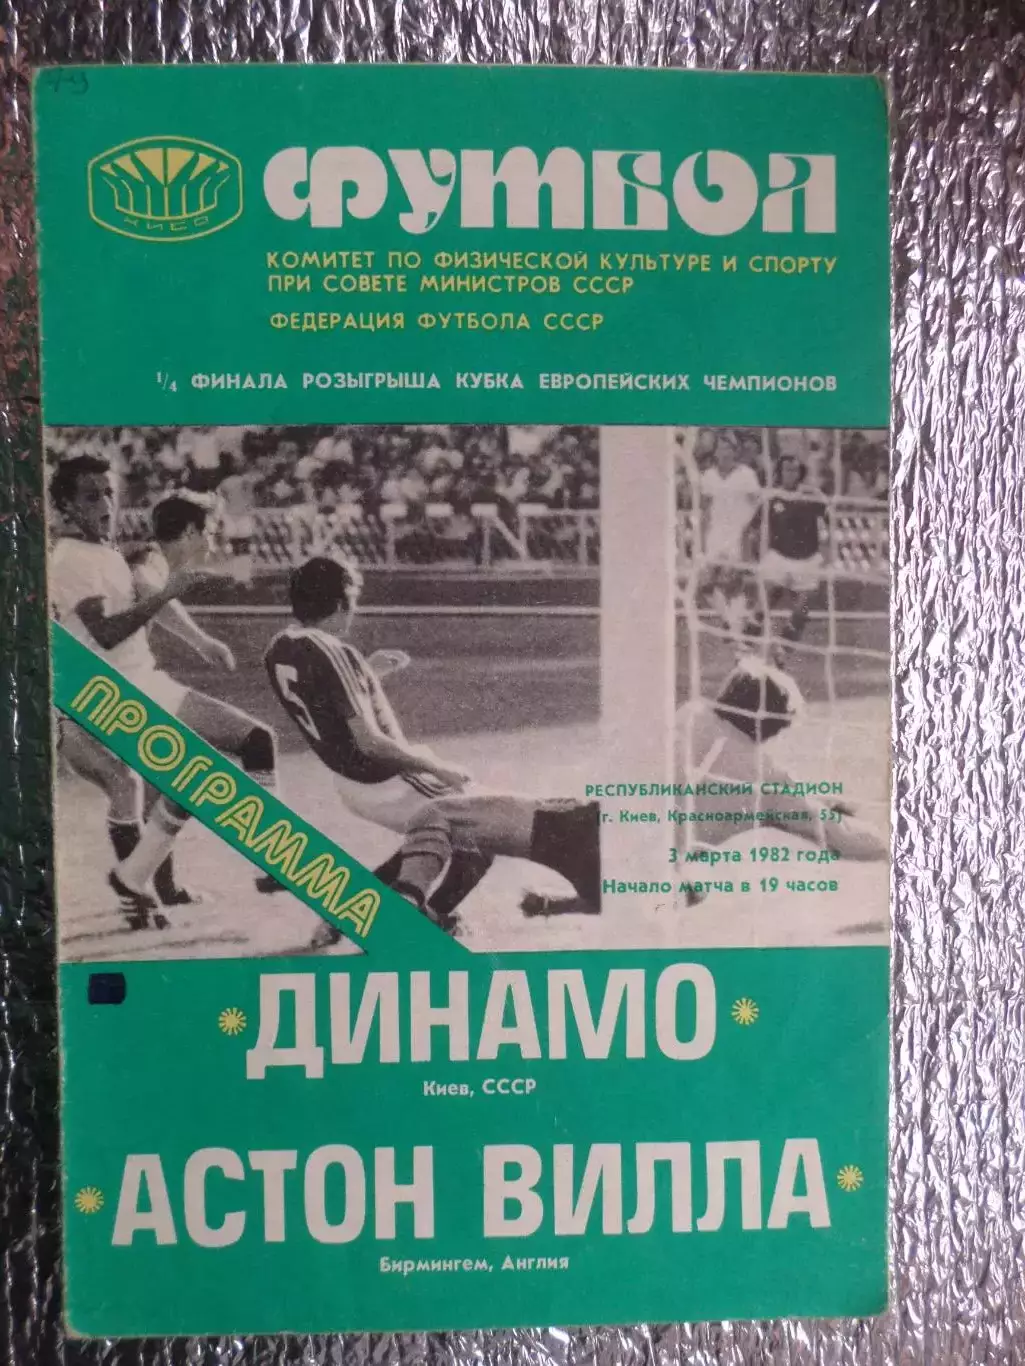 ФУТБОЛ
КИСО
КОМИТЕТ ПО ФИЗИЧЕСКОЙ КУЛЬТУРЕ И СПОРТУ
ПРИ СОВЕТЕ МИНИСТРОВ СССР
ФЕДЕРАЦИЯ ФУТБОЛА СССР
1/4 ФИНАЛА РОЗЫГРЫША КУБКА ЕВРОПЕЙСКИХ ЧЕМПИОНОВ
5
ПРОГРАММА
РЕСПУБЛИКАНСКИЙ СТАДИОН
(г. Киев, Красноармейская, 55)
3 марта 1982 года
Начало матча в 19 часов
ДИНАМО
Киев, СССР
АСТОН ВИЛЛА
Бирмингем, Англия